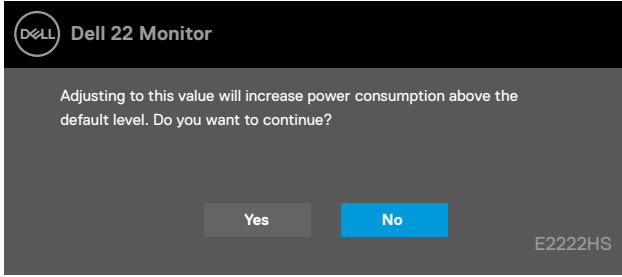 DELL Dell 22 Monitor
Adjusting to this value will increase power consumption above the
default level. Do you want to continue?
Yes No
E2222HS